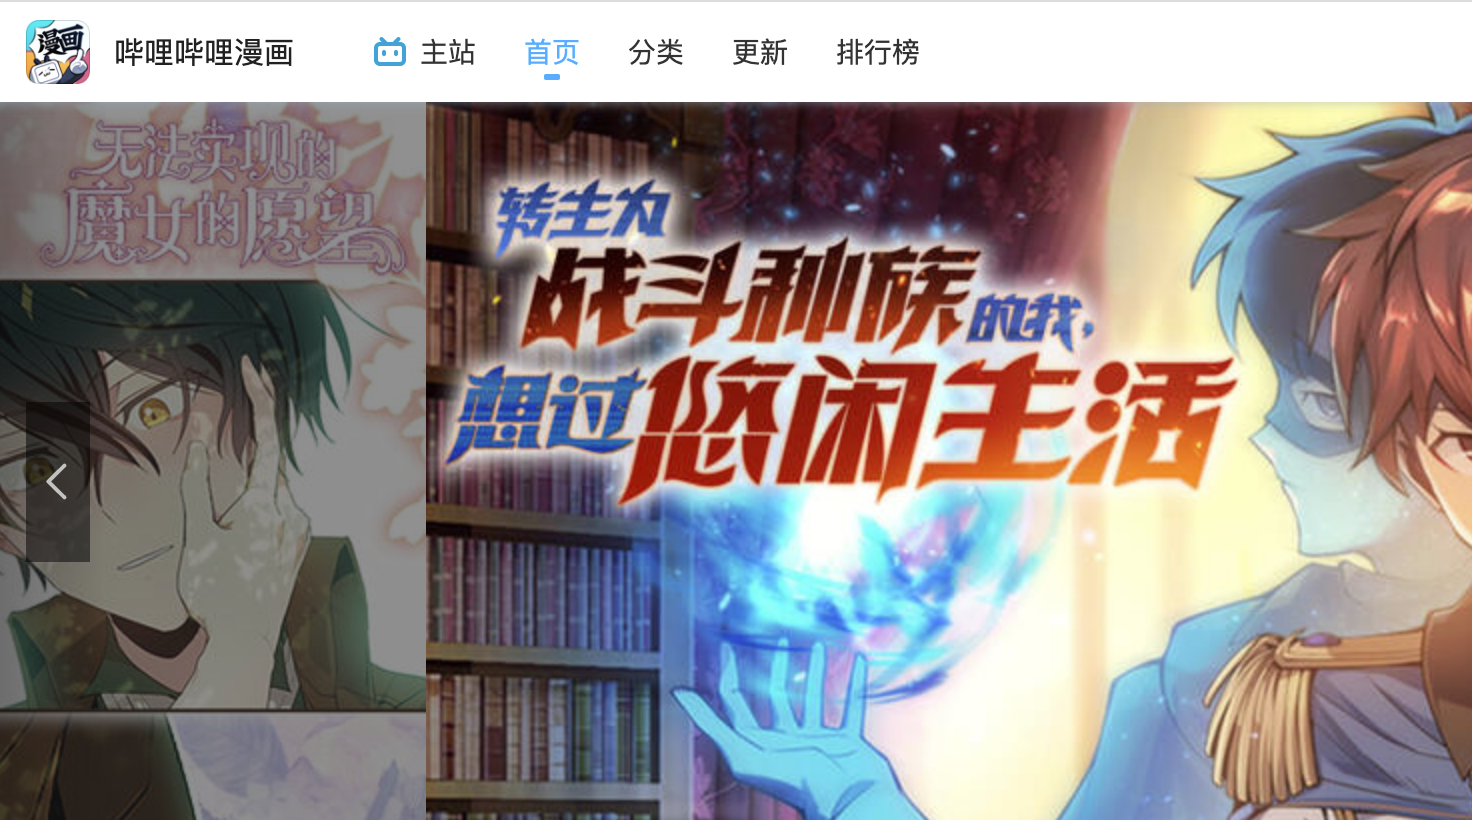 漫画
哔哩哔哩漫画 主站 首页 分类 更新 排行榜
无法实现的
魔女的愿望
转生为
战斗种族的我，
想过悠闲生活